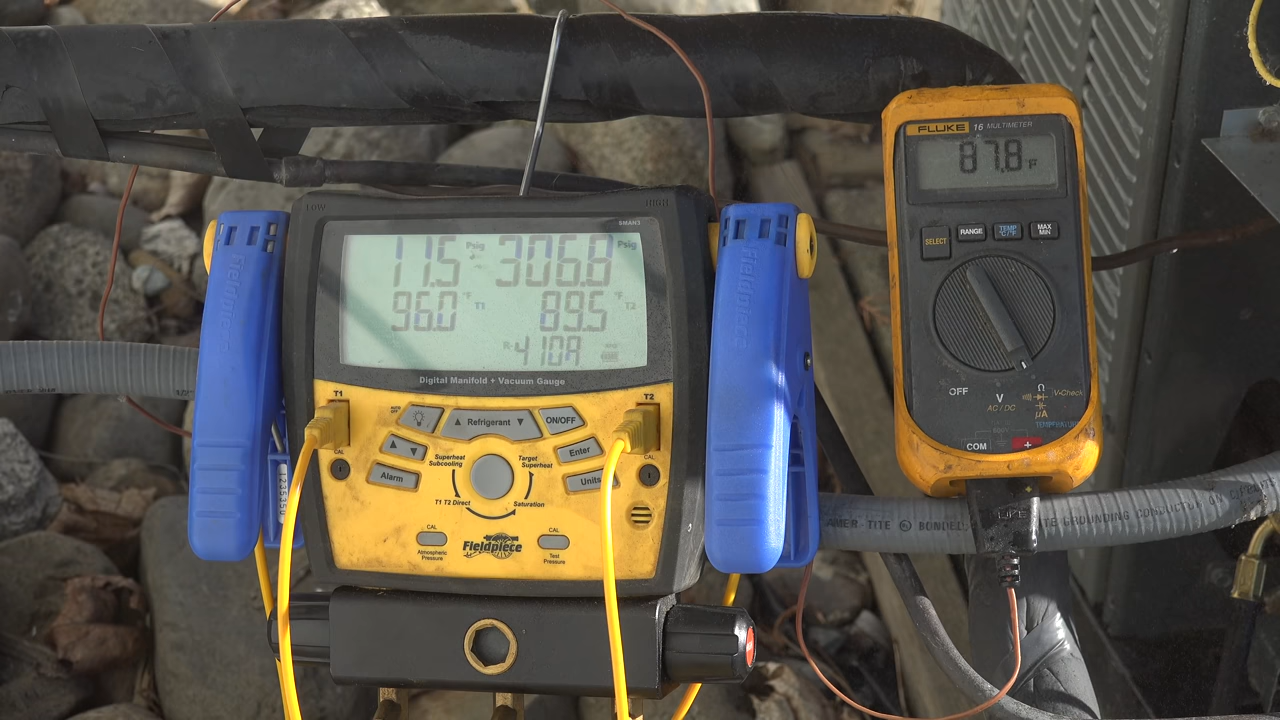 LOW
HIGH
SMAN3
11.5 Psig 306.8 Psig
96.0 °F T1 89.5 °F T2
R-410A
Digital Manifold + Vacuum Gauge
T1
T2
Refrigerant
ON/OFF
Enter
Units
Alarm
CAL
CAL
Superheat
Subcooling
Target
Superheat
T1 T2 Direct
Saturation
CAL
Atmospheric
Pressure
Fieldpiece
CAL
Test
Pressure
fieldpiece
fieldpiece
FLUKE 16 MULTIMETER
87.8 °F
SELECT
RANGE
TEMP
°C/°F
MAX
MIN
OFF
V
AC / DC
Ω
V-Check
µA
TEMPERATURE
COM
+
LIFE
AMER-TITE
GROUNDING CONDUCTOR